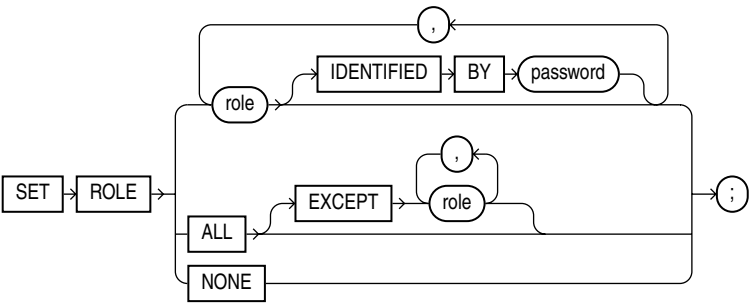 ,
IDENTIFIED BY password
role
,
SET ROLE EXCEPT role ;
ALL
NONE